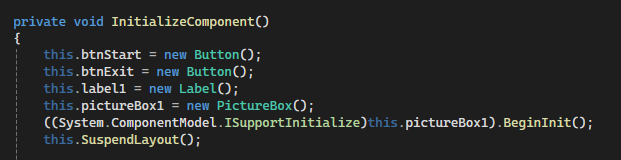 private void InitializeComponent()
{
this.btnStart = new Button();
this.btnExit = new Button();
this.label1 = new Label();
this.pictureBox1 = new PictureBox();
((System.ComponentModel.ISupportInitialize)this.pictureBox1).BeginInit();
this.SuspendLayout();